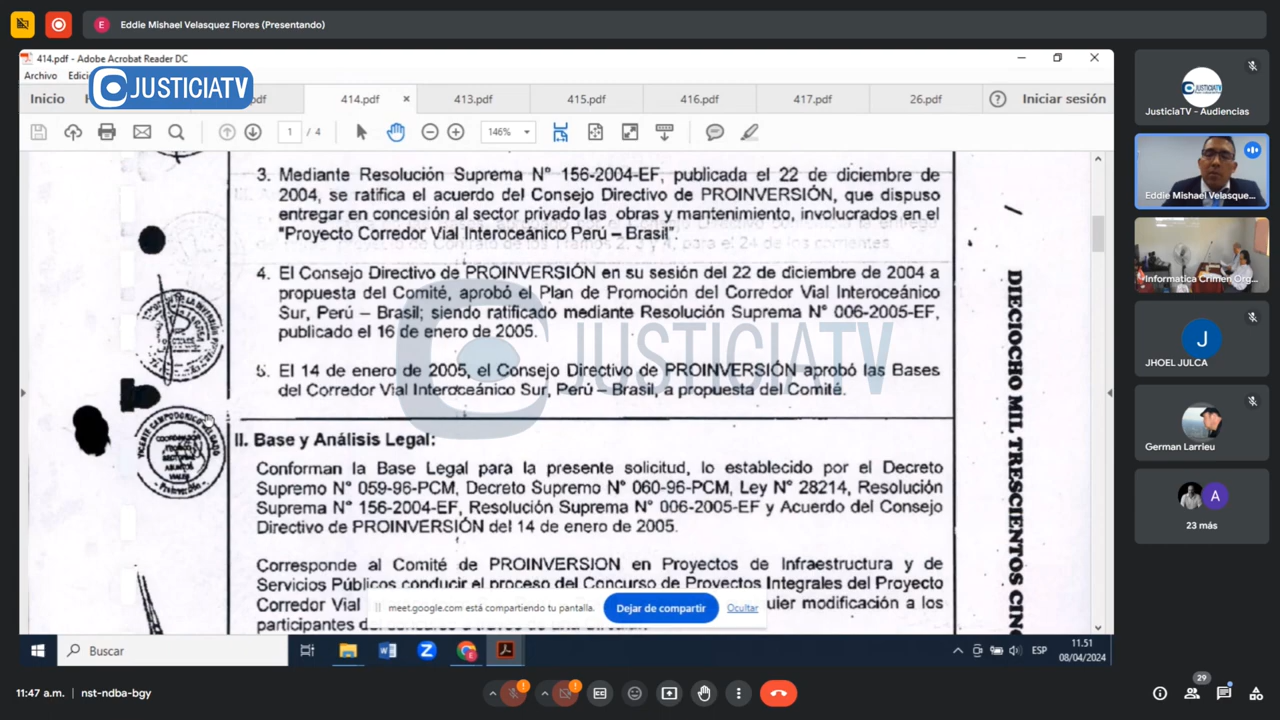 Eddie Mishael Velasquez Flores (Presentando)
414.pdf - Adobe Acrobat Reader DC
Archivo
JUSTICIATV
Inicio
414.pdf
413.pdf
415.pdf
416.pdf
417.pdf
26.pdf
Iniciar sesión
1 / 4
146%
3. Mediante Resolución Suprema N° 156-2004-EF, publicada el 22 de diciembre de
2004, se ratifica el acuerdo del Consejo Directivo de PROINVERSIÓN, que dispuso
entregar en concesión al sector privado las obras y mantenimiento, involucrados en el
"Proyecto Corredor Vial Interoceánico Perú – Brasil".
4. El Consejo Directivo de PROINVERSIÓN en su sesión del 22 de diciembre de 2004 a
propuesta del Comité, aprobó el Plan de Promoción del Corredor Vial Interoceánico
Sur, Perú – Brasil; siendo ratificado mediante Resolución Suprema N° 006-2005-EF,
publicado el 16 de enero de 2005.
5. El 14 de enero de 2005, el Consejo Directivo de PROINVERSIÓN aprobó las Bases
del Corredor Vial Interoceánico Sur, Perú – Brasil, a propuesta del Comité.
JUSTICIATV
II. Base y Análisis Legal:
Conforman la Base Legal para la presente solicitud, lo establecido por el Decreto
Supremo N° 059-96-PCM, Decreto Supremo N° 060-96-PCM, Ley N° 28214, Resolución
Suprema N° 156-2004-EF, Resolución Suprema N° 006-2005-EF y Acuerdo del Consejo
Directivo de PROINVERSIÓN del 14 de enero de 2005.
Corresponde al Comité de PROINVERSION en Proyectos de Infraestructura y de
Servicios Públicos conducir el proceso del Concurso de Proyectos Integrales del Proyecto
Corredor Vial
modificación a los
participantes
VICENTE CAMPODONICO DELGADO
COORDINADOR
DIECIOCHO MIL TRESCIENTOS
meet.google.com está compartiendo tu pantalla.
Dejar de compartir
Ocultar
Buscar
ESP
11.51
08/04/2024
JUSTICIATV
JusticiaTV - Audiencias
Eddie Mishael Velasque...
Informatica Crimen Org...
J
JHOEL JULCA
German Larrieu
A
23 más
11:47 a.m.
nst-ndba-bgy
29